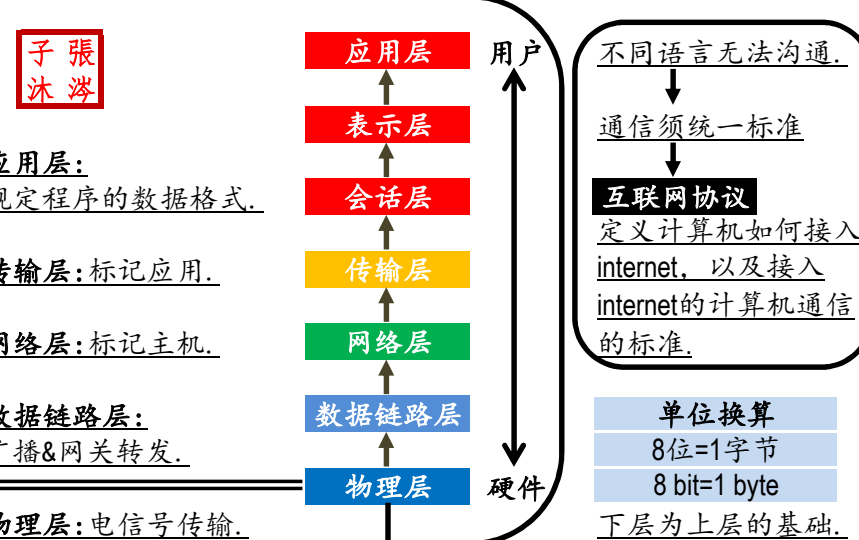 子張
沐涔
应用层:
规定程序的数据格式.
传输层:标记应用.
网络层:标记主机.
数据链路层:
广播&网关转发.
物理层:电信号传输.
应用层
表示层
会话层
传输层
网络层
数据链路层
物理层
用户
硬件
不同语言无法沟通.
通信须统一标准
互联网协议
定义计算机如何接入
internet，以及接入
internet的计算机通信
的标准.
单位换算
8位=1字节
8 bit=1 byte
下层为上层的基础.